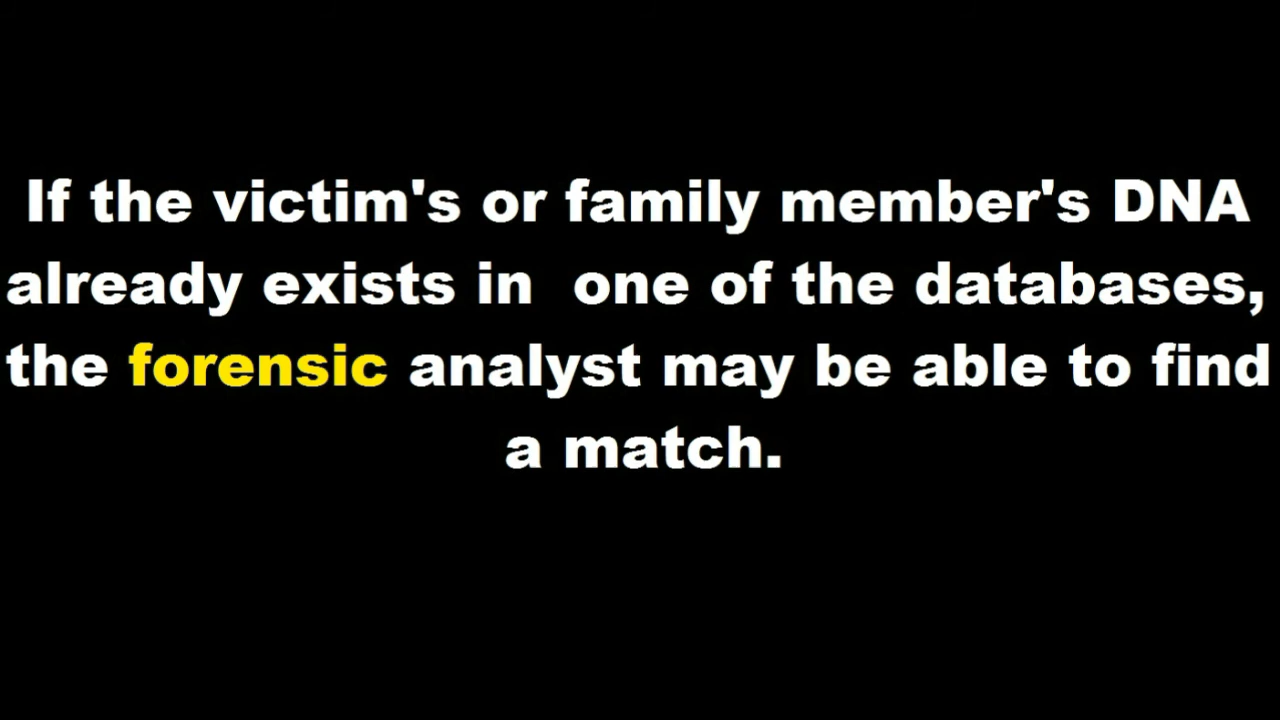 If the victim's or family member's DNA
already exists in  one of the databases,
the forensic analyst may be able to find
a match.